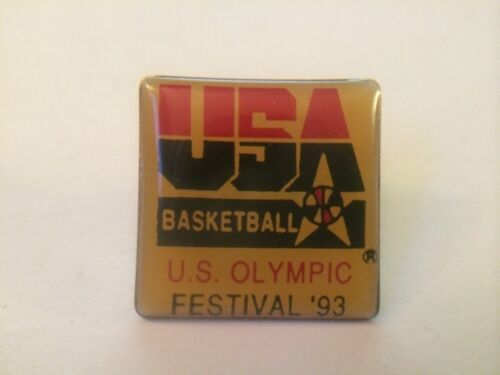 USA
BASKETBALL
®
U.S. OLYMPIC
FESTIVAL '93